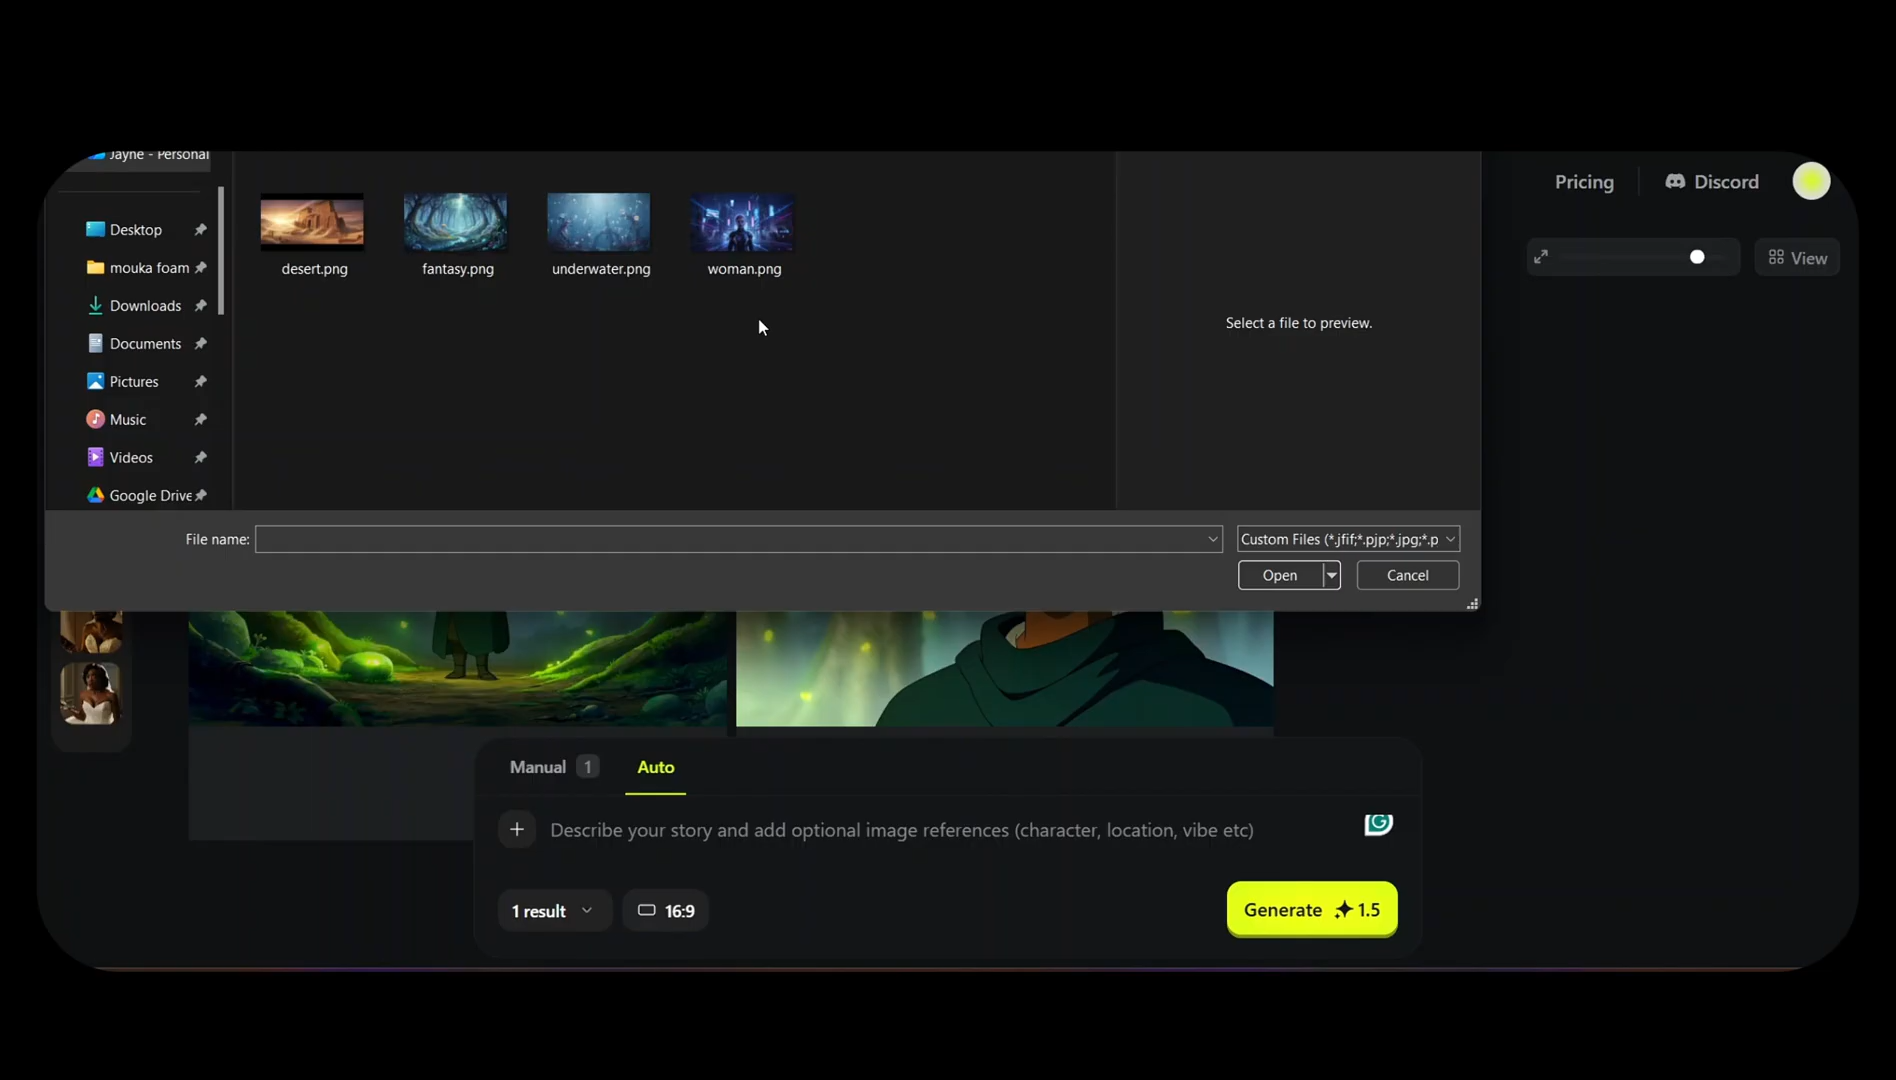 Jayne - Personal
Pricing
Discord
Desktop
mouka foam
Downloads
Documents
Pictures
Music
Videos
Google Drive
desert.png
fantasy.png
underwater.png
woman.png
Select a file to preview.
View
File name:
Custom Files (*.jfif;*.pjp;*.jpg;*.p
Open
Cancel
Manual 1
Auto
Describe your story and add optional image references (character, location, vibe etc)
1 result
16:9
Generate 1.5